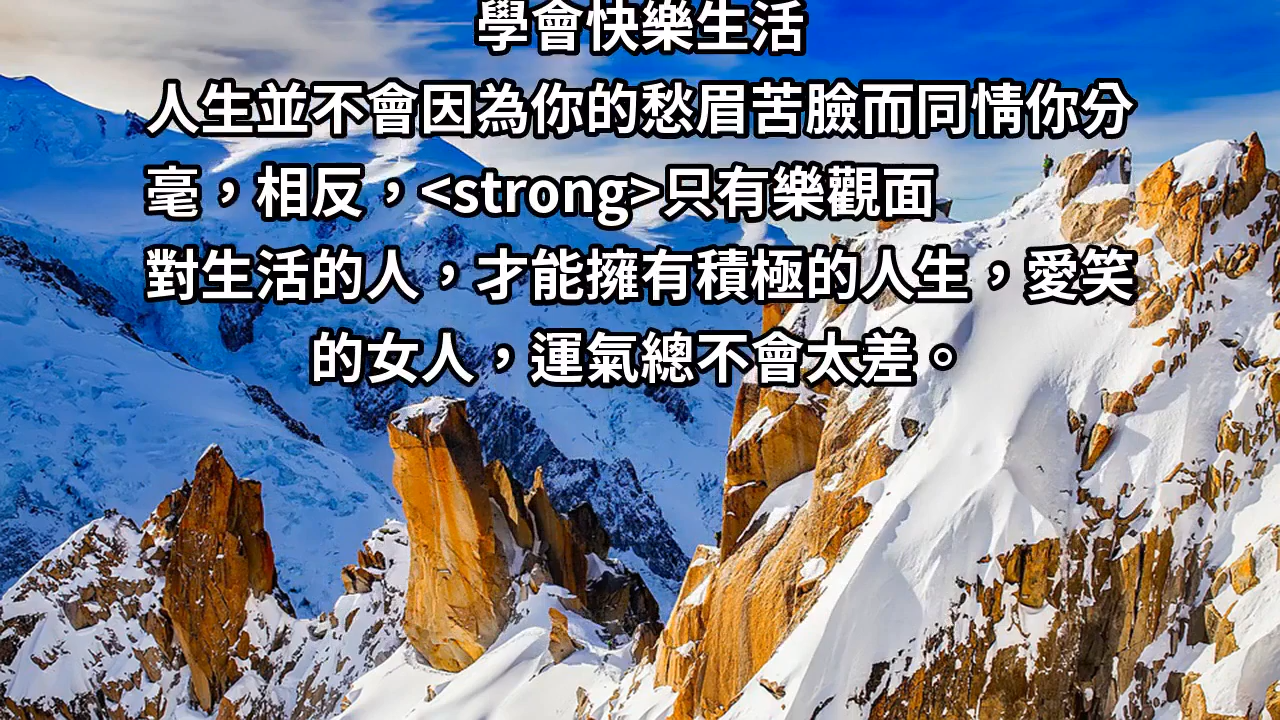 學會快樂生活
人生並不會因為你的愁眉苦臉而同情你分
毫，相反，<strong>只有樂觀面
對生活的人，才能擁有積極的人生，愛笑
的女人，運氣總不會太差。